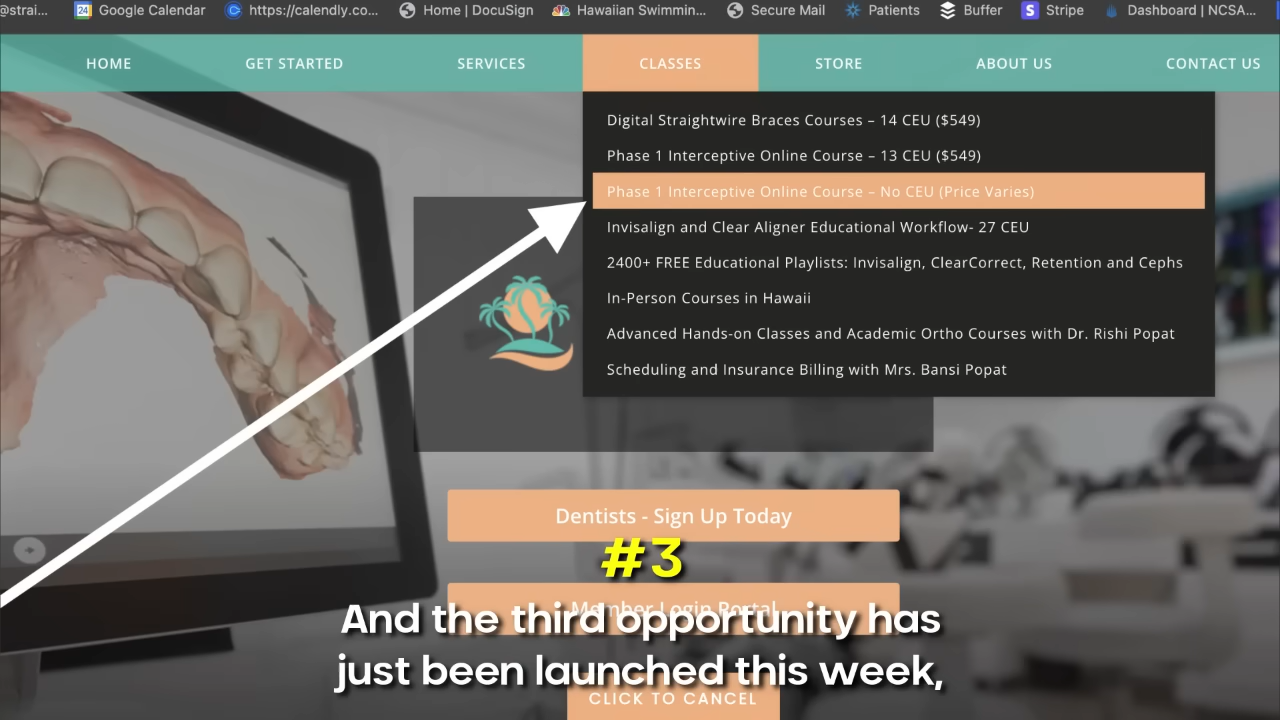 @strai...
24 Google Calendar
https://calendly.co...
Home | DocuSign
Hawaiian Swimmin...
Secure Mail
Patients
Buffer
S Stripe
Dashboard | NCSA...
HOME
GET STARTED
SERVICES
CLASSES
STORE
ABOUT US
CONTACT US
Digital Straightwire Braces Courses – 14 CEU ($549)
Phase 1 Interceptive Online Course – 13 CEU ($549)
Phase 1 Interceptive Online Course – No CEU (Price Varies)
Invisalign and Clear Aligner Educational Workflow- 27 CEU
2400+ FREE Educational Playlists: Invisalign, ClearCorrect, Retention and Cephs
In-Person Courses in Hawaii
Advanced Hands-on Classes and Academic Ortho Courses with Dr. Rishi Popat
Scheduling and Insurance Billing with Mrs. Bansi Popat
Dentists - Sign Up Today
#3
Member Login Portal
And the third opportunity has
just been launched this week,
CLICK TO CANCEL